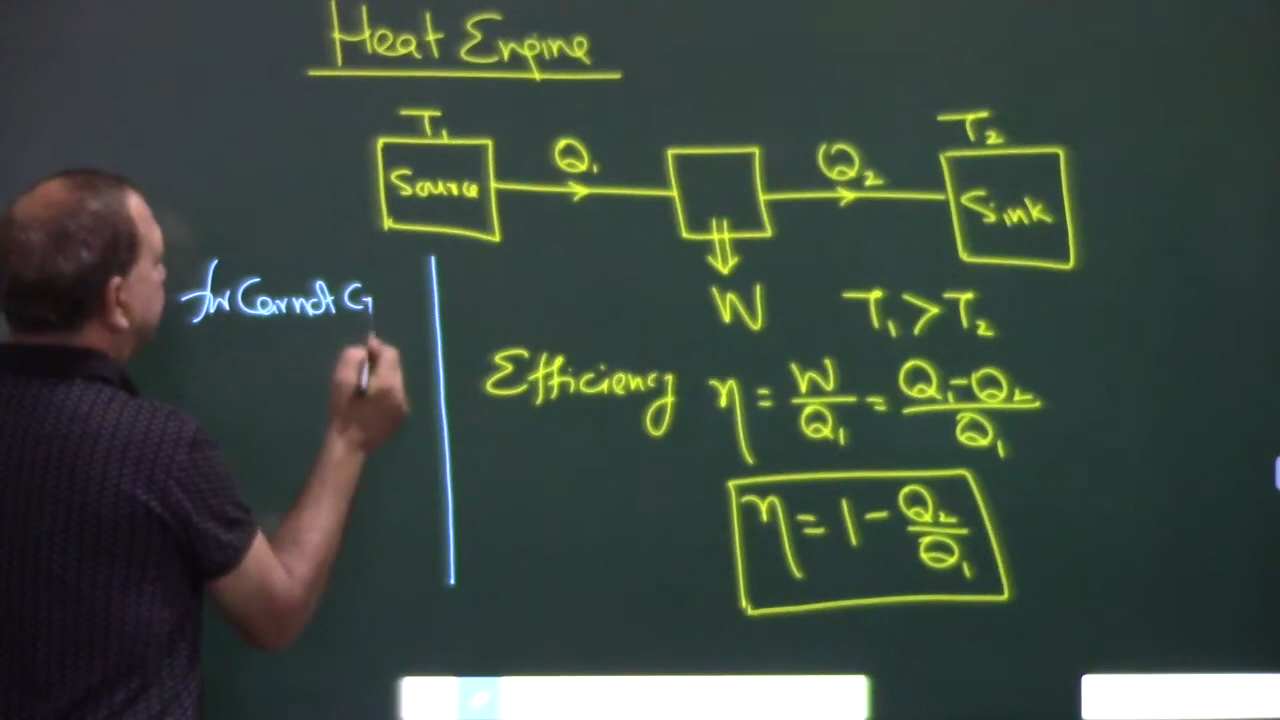 Heat Engine
T₁
Source
Q₁
Q₂
T₂
Sink
W
T₁ > T₂
for Carnot C
Efficiency η = W/Q₁ = Q₁-Q₂/Q₁
η = 1 - Q₂/Q₁